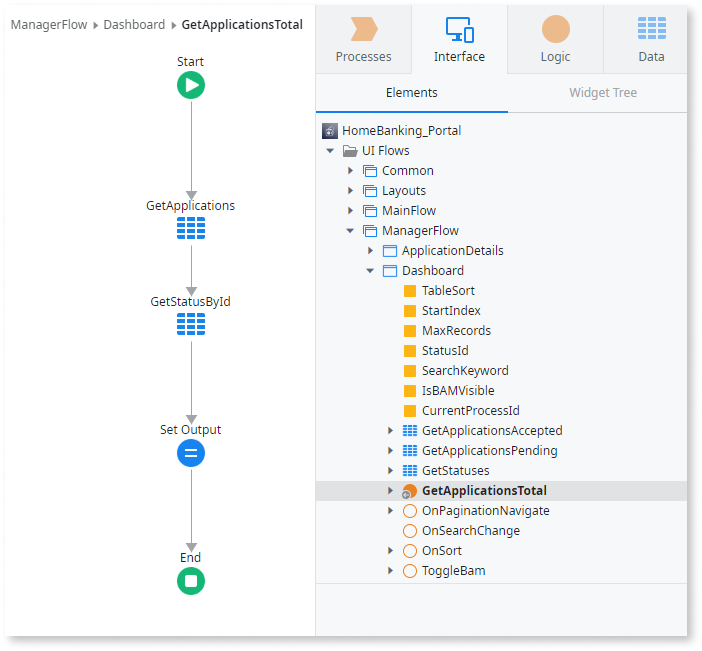 ManagerFlow Dashboard GetApplicationsTotal
Start
GetApplications
GetStatusById
Set Output
End
Processes
Interface
Logic
Data
Elements
Widget Tree
HomeBanking_Portal
UI Flows
Common
Layouts
MainFlow
ManagerFlow
ApplicationDetails
Dashboard
TableSort
StartIndex
MaxRecords
StatusId
SearchKeyword
IsBAMVisible
CurrentProcessId
GetApplicationsAccepted
GetApplicationsPending
GetStatuses
GetApplicationsTotal
OnPaginationNavigate
OnSearchChange
OnSort
ToggleBam